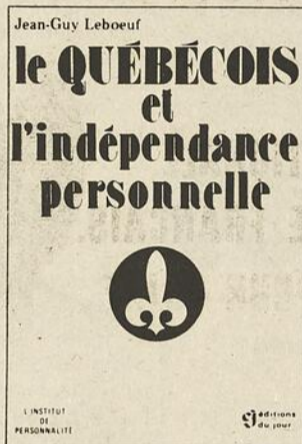 Jean-Guy Leboeuf
le QUÉBÉCOIS
et
l'indépendance
personnelle
L'INSTITUT
DE
PERSONNALITÉ
éditions
du jour